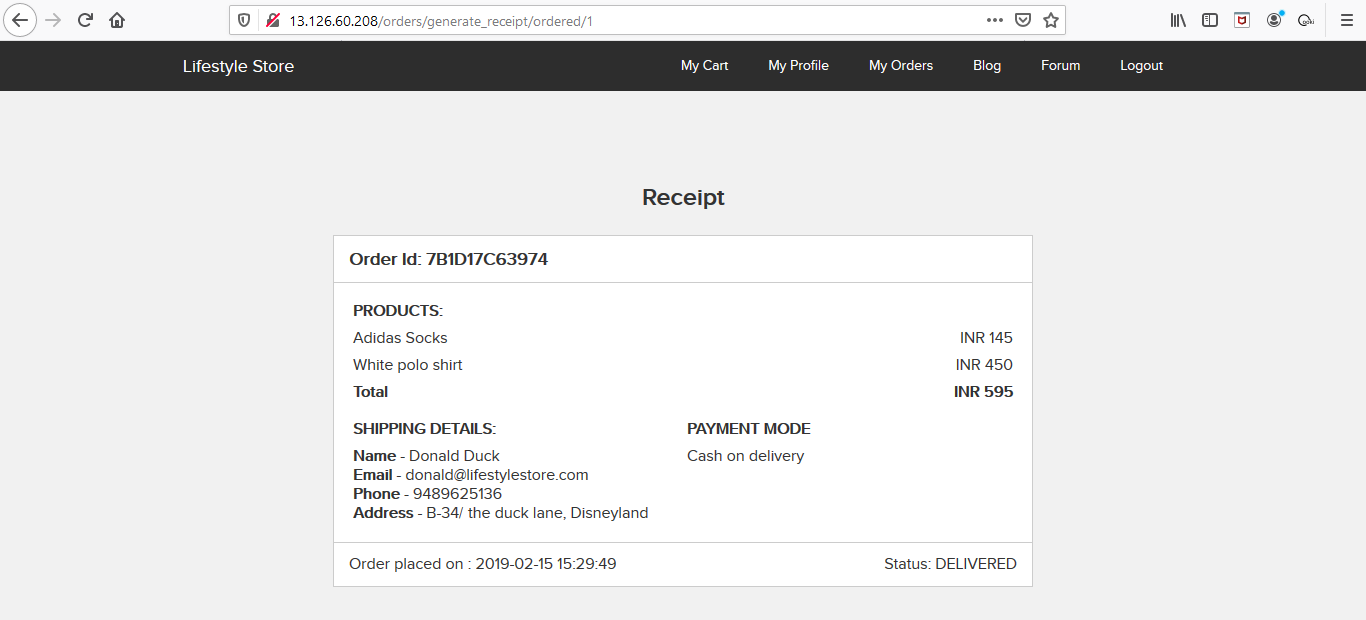 13.126.60.208/orders/generate_receipt/ordered/1
Lifestyle Store My Cart My Profile My Orders Blog Forum Logout
Receipt
Order Id: 7B1D17C63974
PRODUCTS:
Adidas Socks INR 145
White polo shirt INR 450
Total INR 595
SHIPPING DETAILS: PAYMENT MODE
Name - Donald Duck Cash on delivery
Email - donald@lifestylestore.com
Phone - 9489625136
Address - B-34/ the duck lane, Disneyland
Order placed on : 2019-02-15 15:29:49 Status: DELIVERED